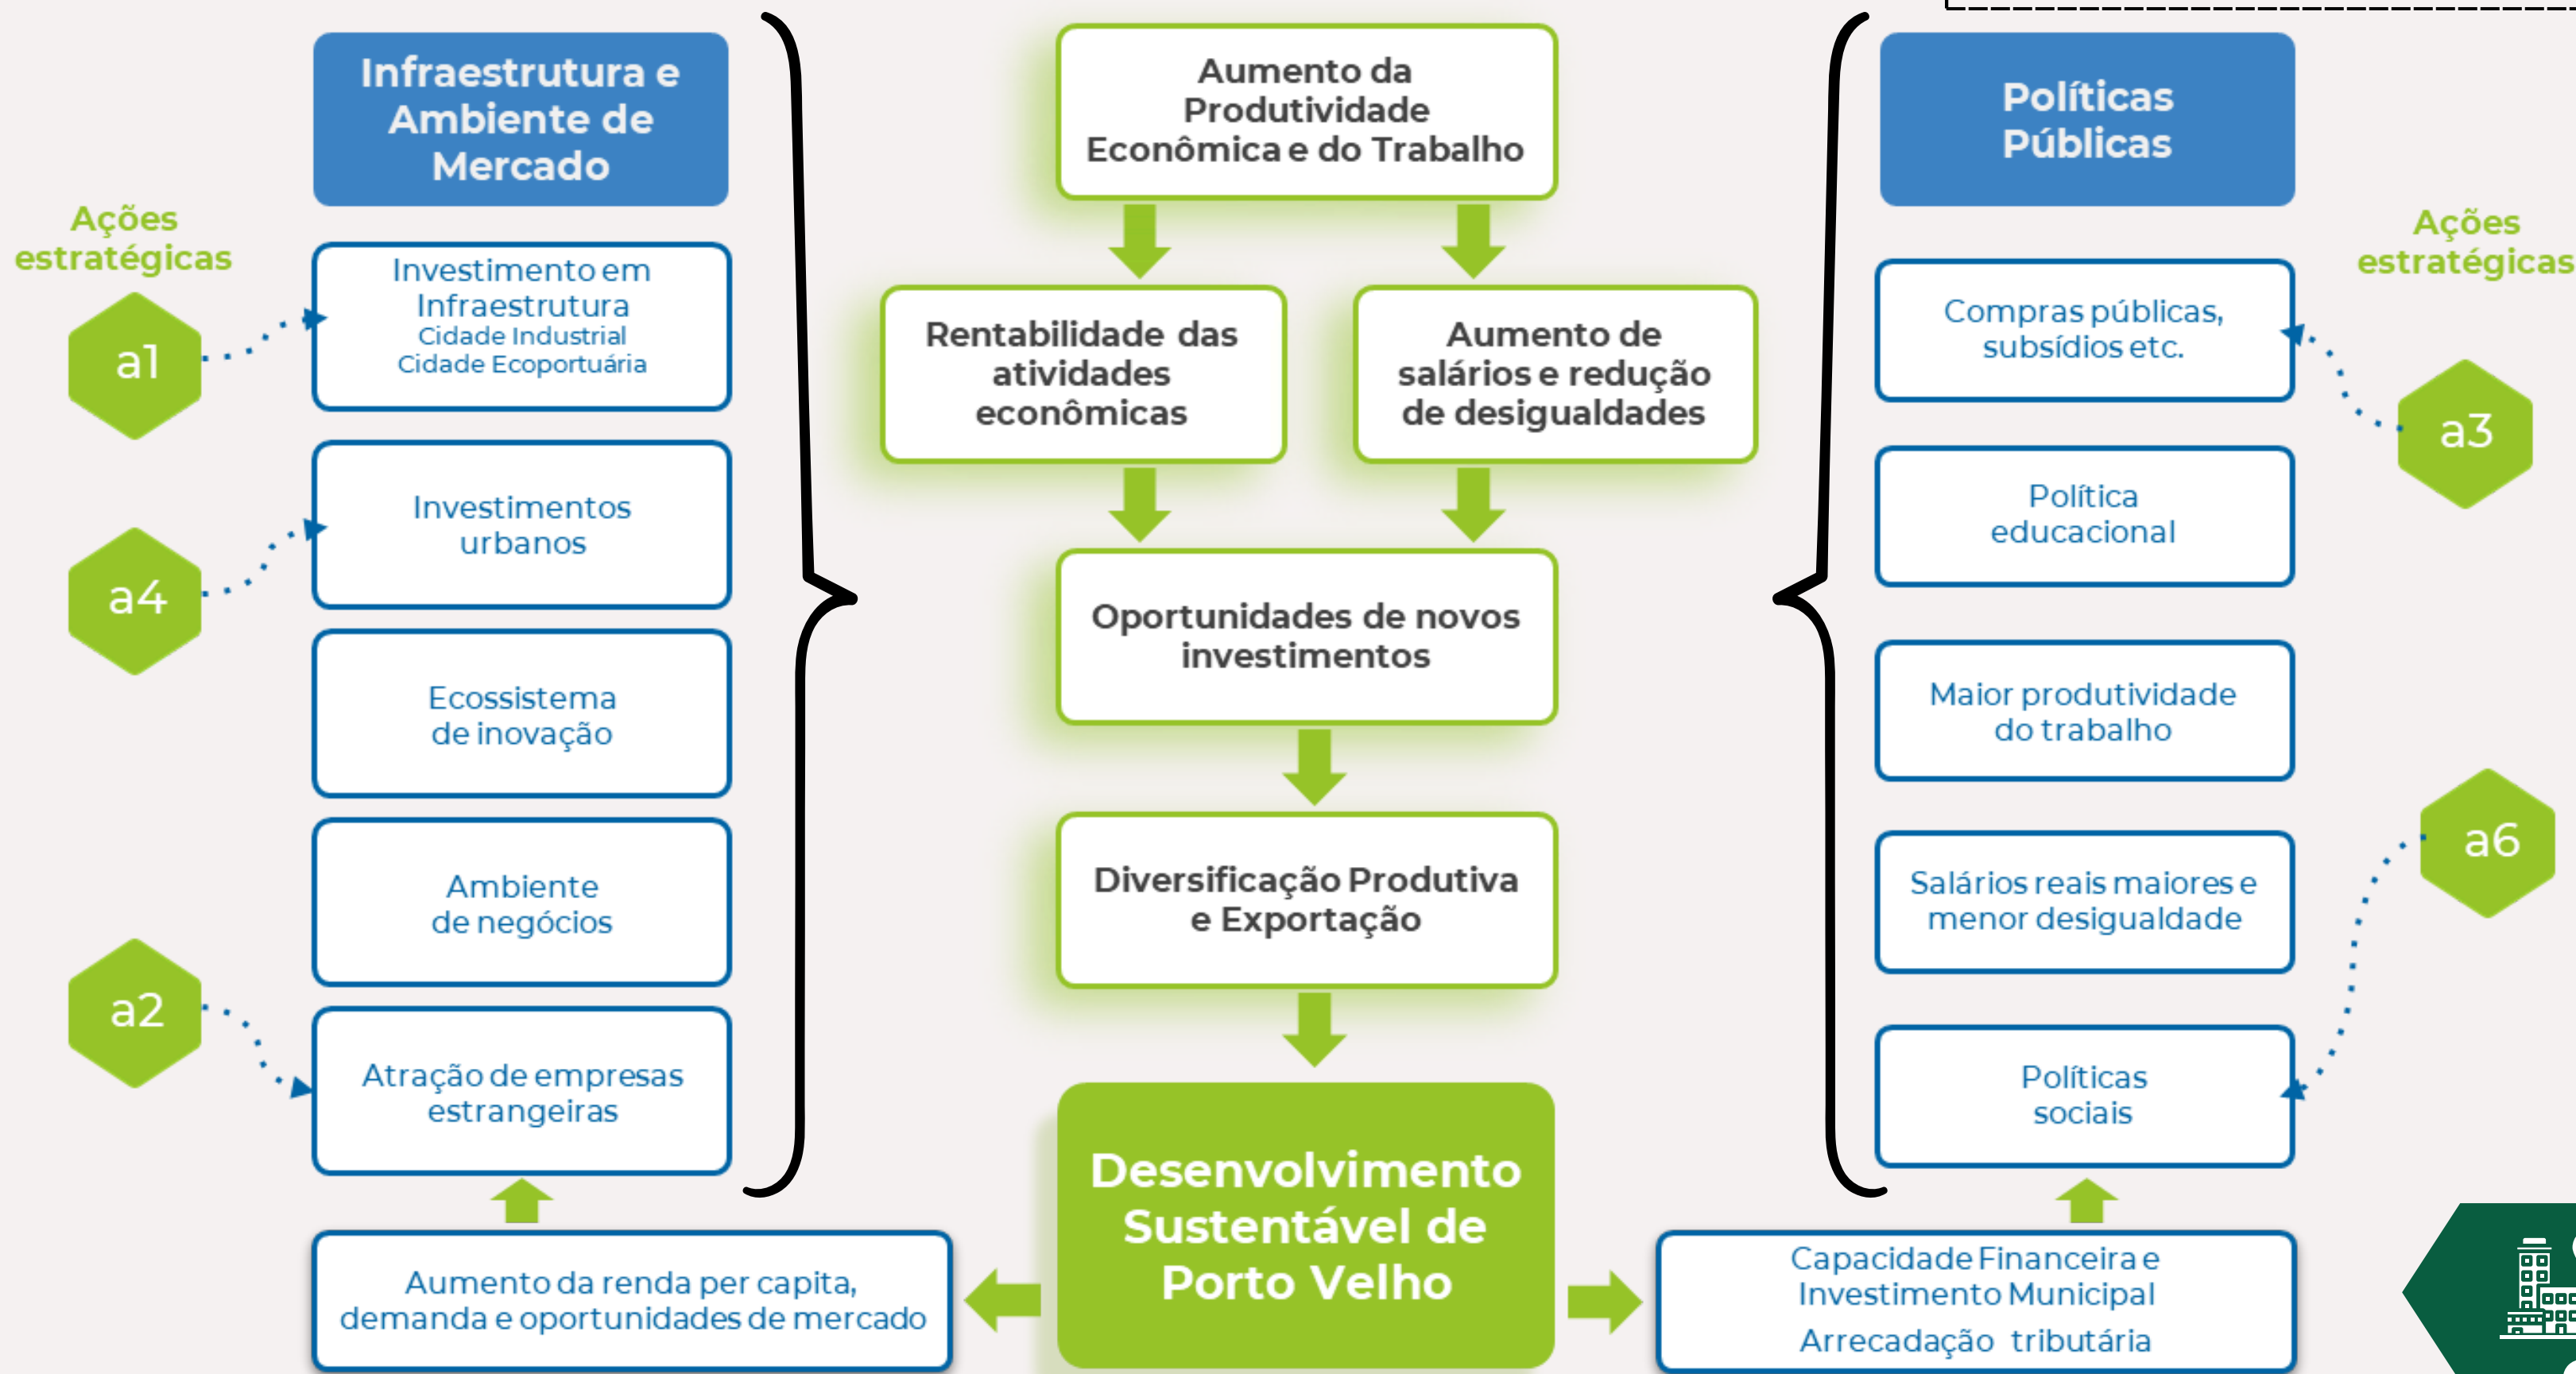 Infraestrutura e
Ambiente de
Mercado
Ações
estratégicas
a1
Investimento em
Infraestrutura
Cidade Industrial
Cidade Ecoportuária
a4
Investimentos
urbanos
Ecossistema
de inovação
Ambiente
de negócios
a2
Atração de empresas
estrangeiras
Aumento da renda per capita,
demanda e oportunidades de mercado
Aumento da
Produtividade
Econômica e do Trabalho
Rentabilidade das
atividades
econômicas
Aumento de
salários e redução
de desigualdades
Oportunidades de novos
investimentos
Diversificação Produtiva
e Exportação
Desenvolvimento
Sustentável de
Porto Velho
Políticas
Públicas
Ações
estratégicas
Compras públicas,
subsídios etc.
a3
Política
educacional
Maior produtividade
do trabalho
a6
Salários reais maiores e
menor desigualdade
Políticas
sociais
Capacidade Financeira e
Investimento Municipal
Arrecadação tributária